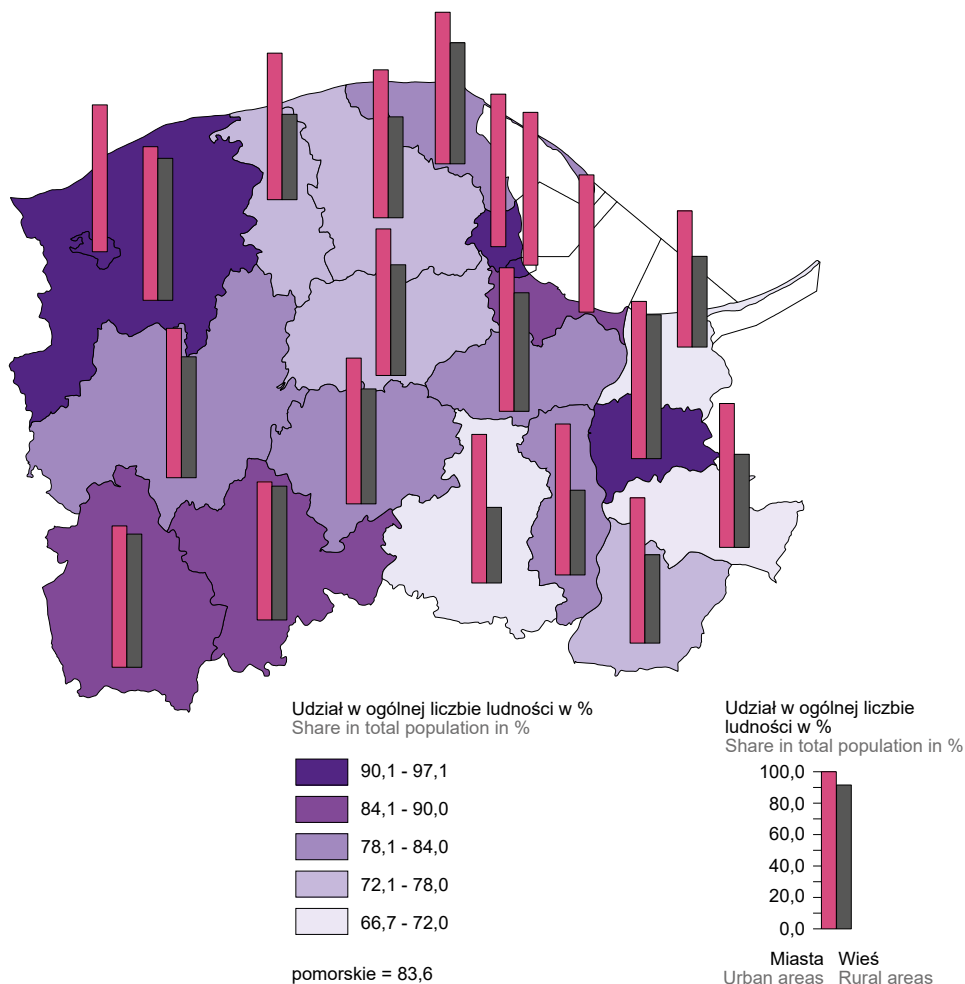 Udział w ogólnej liczbie ludności w %
Share in total population in %
90,1 - 97,1
84,1 - 90,0
78,1 - 84,0
72,1 - 78,0
66,7 - 72,0
pomorskie = 83,6
Udział w ogólnej liczbie
ludności w %
Share in total population in %
100,0
80,0
60,0
40,0
20,0
0,0
Miasta Wieś
Urban areas Rural areas